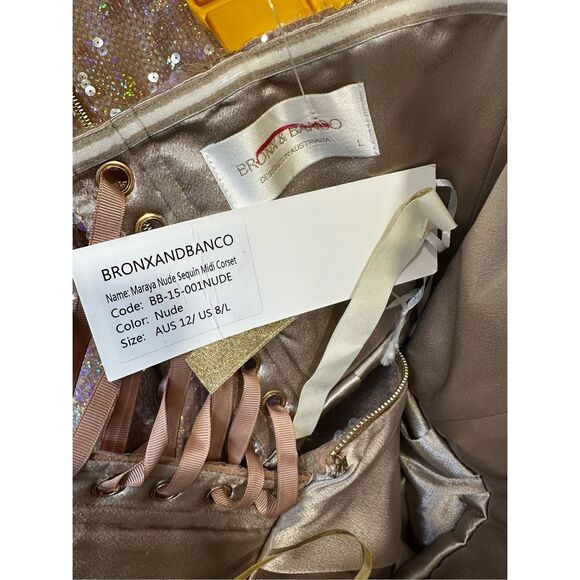 BRONX & BANCO
DESIGNED IN AUSTRALIA
L
BRONXANDBANCO
Name: Maraya Nude Sequin Midi Corset
Code: BB-15-001NUDE
Color: Nude
Size: AUS 12/ US 8/L